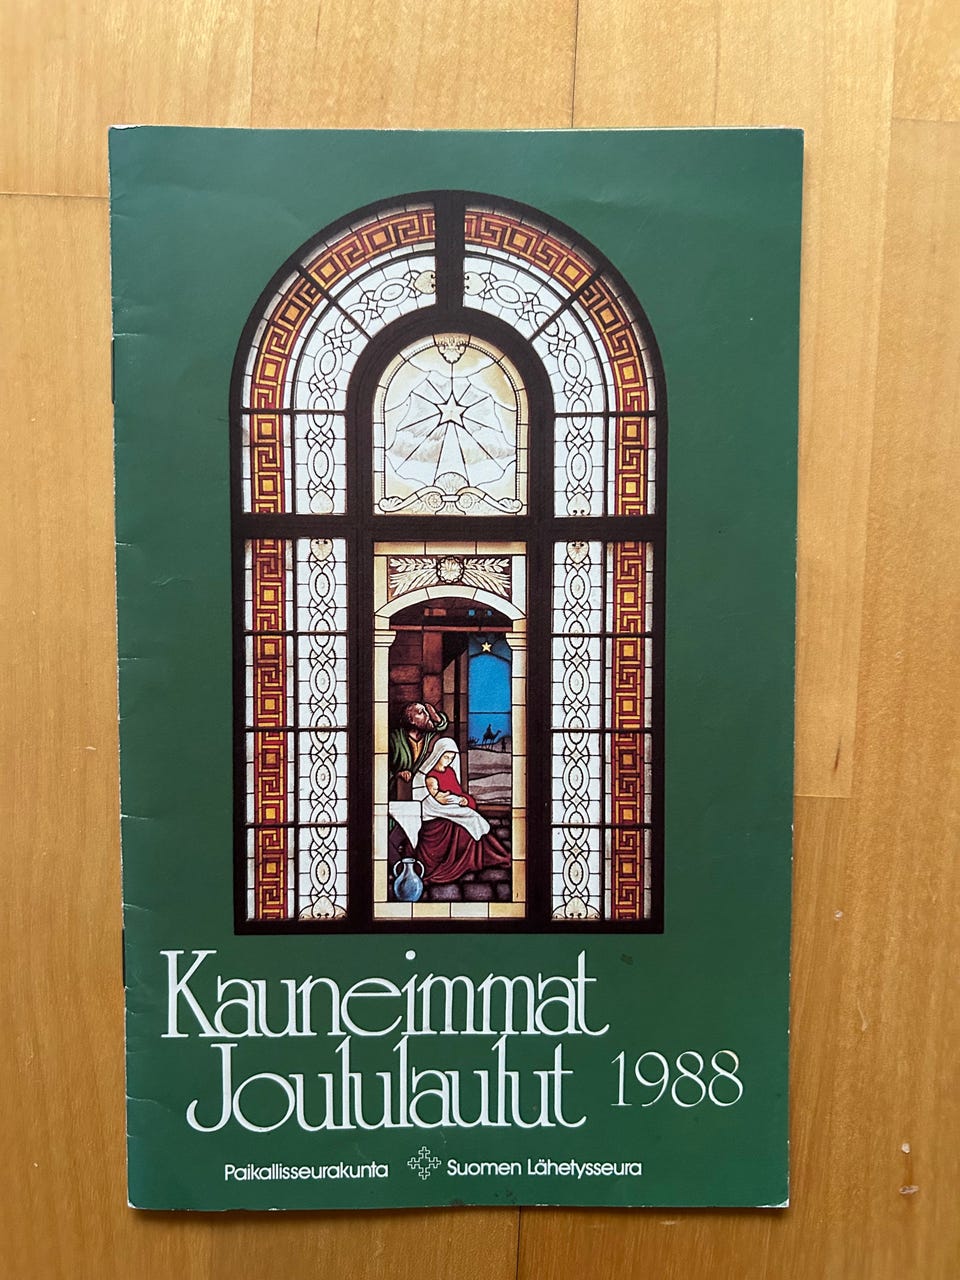 Kauneimmat
Joululaulut 1988
Paikallisseurakunta Suomen Lähetysseura